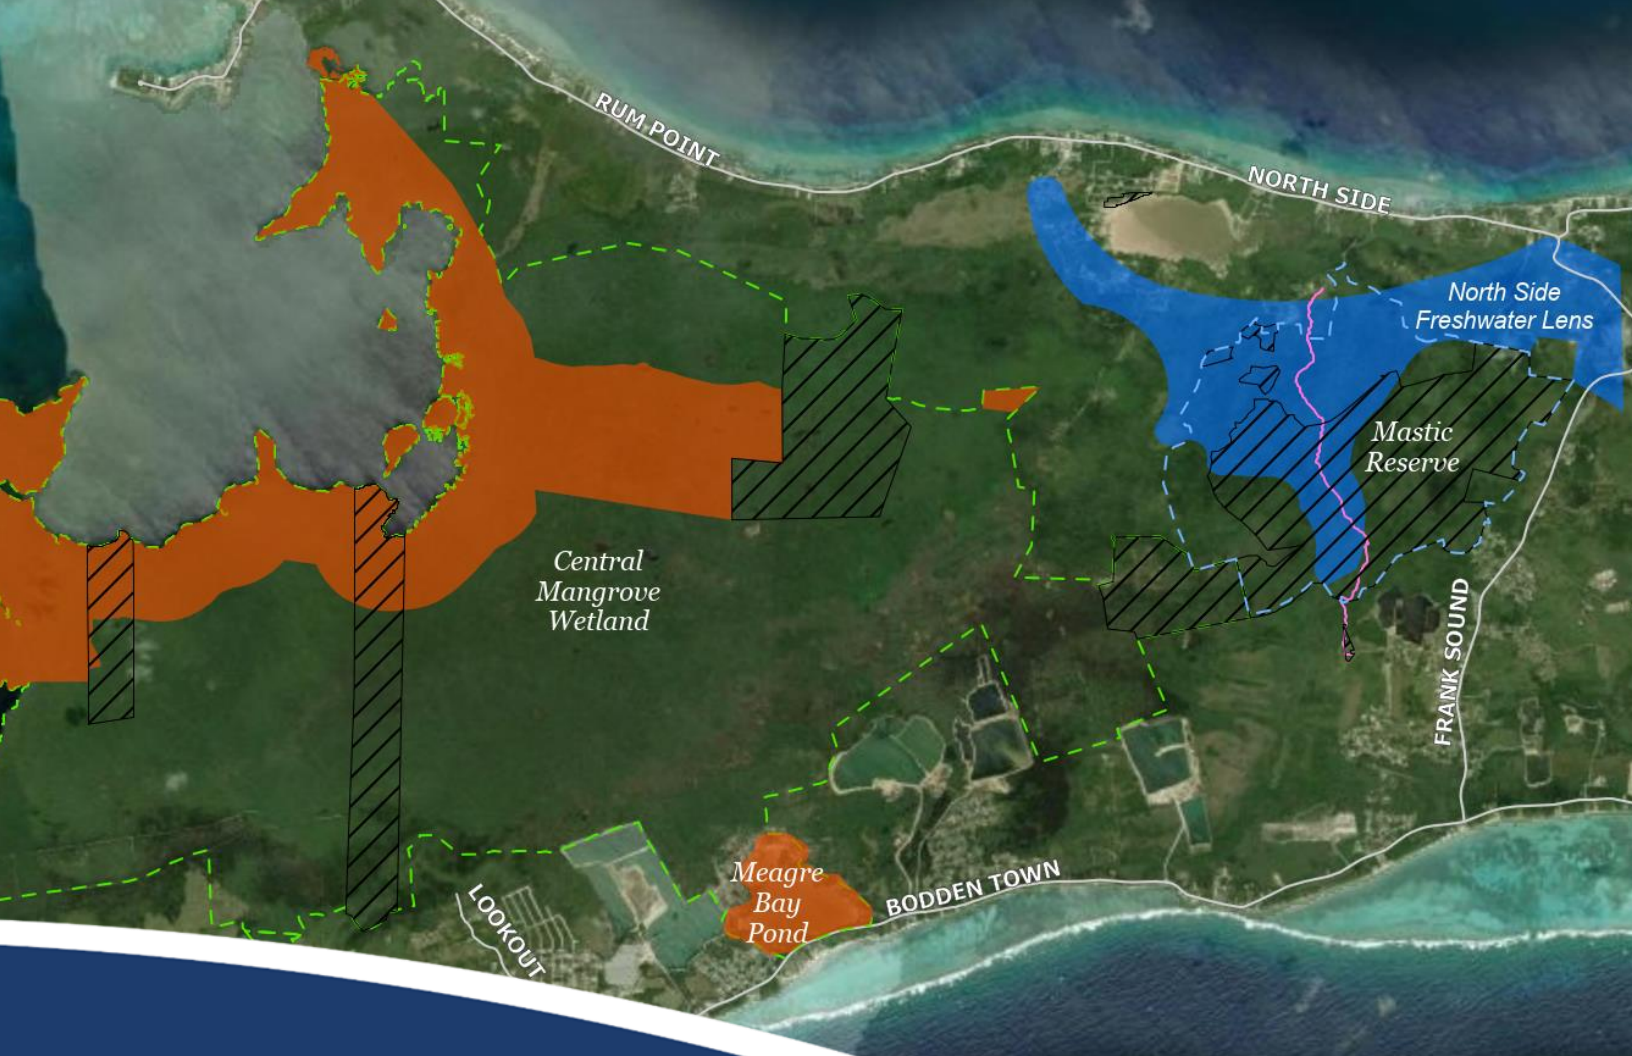 RUM POINT
NORTH SIDE
North Side
Freshwater Lens
Mastic
Reserve
Central
Mangrove
Wetland
FRANK SOUND
Meagre
Bay
Pond
BODDEN TOWN
LOOKOUT